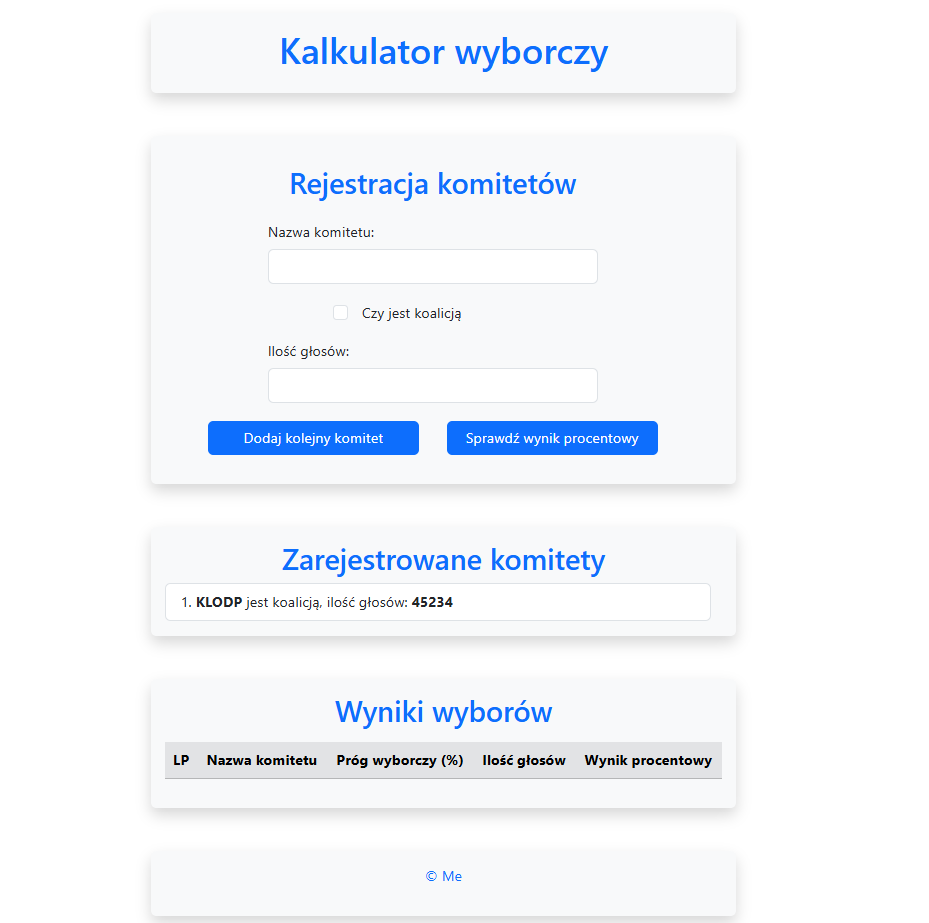 Kalkulator wyborczy
Rejestracja komitetów
Nazwa komitetu:
Czy jest koalicją
Ilość głosów:
Dodaj kolejny komitet
Sprawdź wynik procentowy
Zarejestrowane komitety
1. KLODP jest koalicją, ilość głosów: 45234
Wyniki wyborów
LP Nazwa komitetu Próg wyborczy (%) Ilość głosów Wynik procentowy
© Me